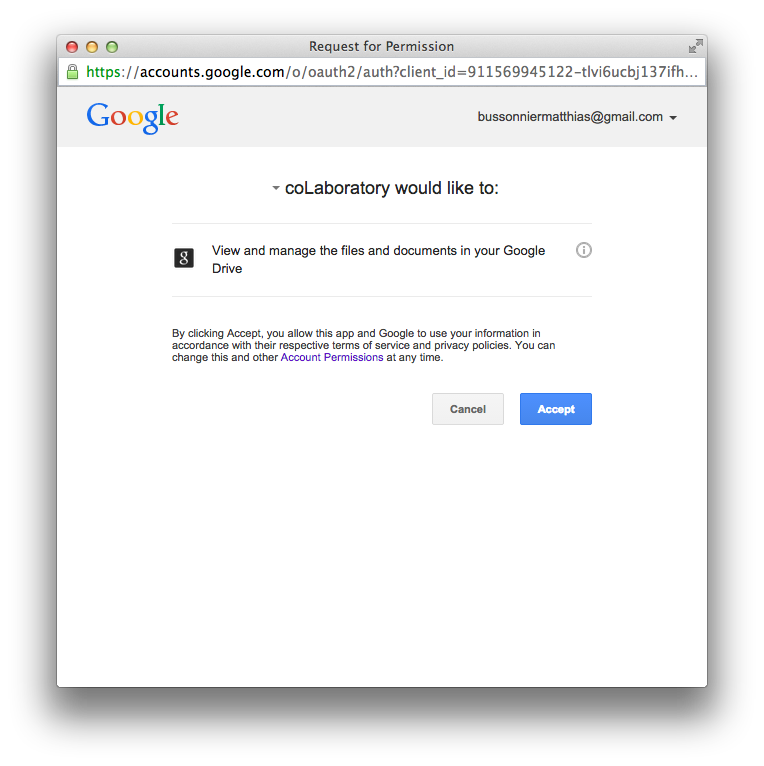 Request for Permission
https://accounts.google.com/o/oauth2/auth?client_id=911569945122-tlvi6ucbj137ifh...
Google
bussonniermatthias@gmail.com
coLaboratory would like to:
g
View and manage the files and documents in your Google
Drive
i
By clicking Accept, you allow this app and Google to use your information in
accordance with their respective terms of service and privacy policies. You can
change this and other Account Permissions at any time.
Cancel
Accept